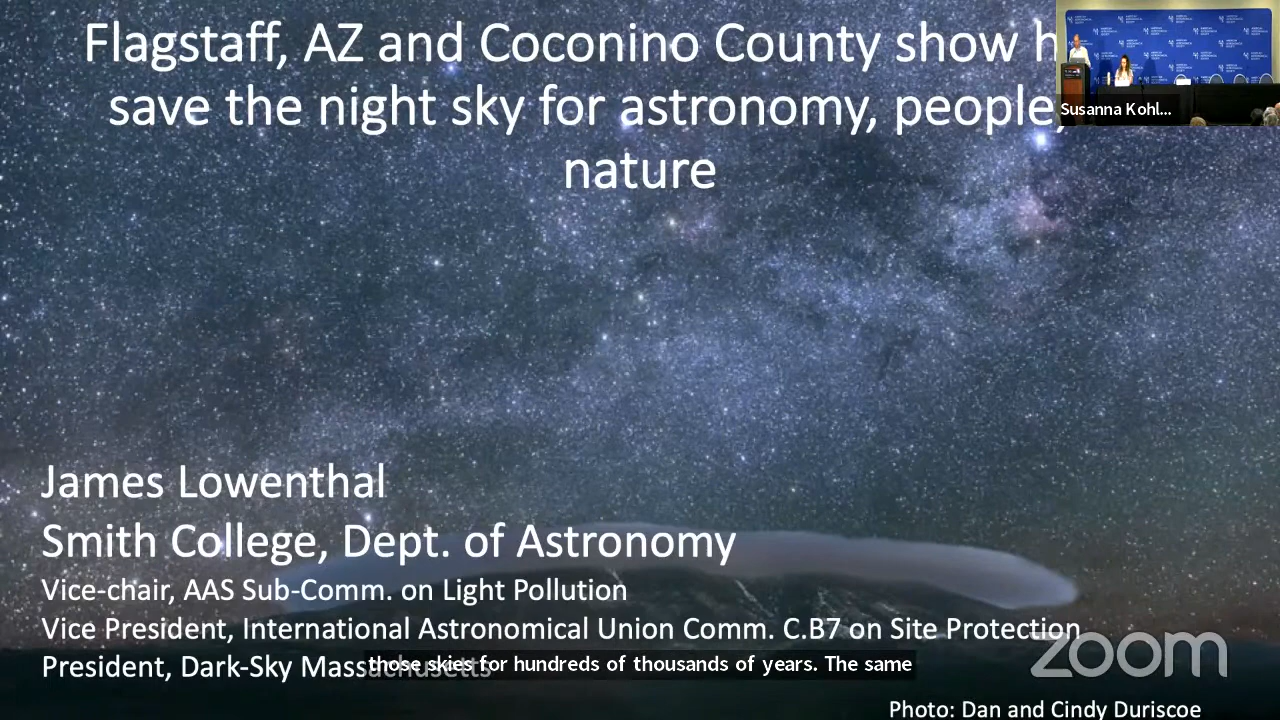 Flagstaff, AZ and Coconino County show
save the night sky for astronomy, people,
nature
Susanna Kohl...
James Lowenthal
Smith College, Dept. of Astronomy
Vice-chair, AAS Sub-Comm. on Light Pollution
Vice President, International Astronomical Union Comm. C.B7 on Site Protection
President, Dark-Sky Massachusetts
those skies for hundreds of thousands of years. The same
zoom
Photo: Dan and Cindy Duriscoe